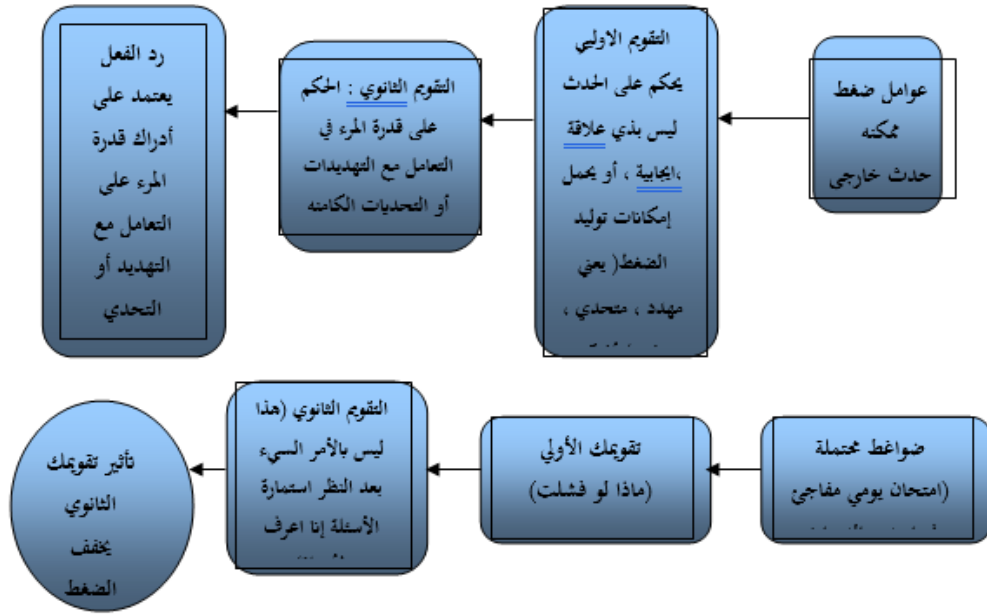 عوامل ضغط
ممكنه
حدث خارجى
التقويم الاوليي
يحكم على الحدث
ليس بذي علاقة
،ايجابية ، أو يحمل
إمكانات توليد
الضغط( يعني
مهدد ، متحدي ،
التقويم الثانوي : الحكم
على قدرة المرء في
التعامل مع التهديدات
أو التحديات الكامنه
رد الفعل
يعتمد على
أدراك قدرة
المرء على
التعامل مع
التهديد أو
التحدي
ضواغط محتملة
(امتحان يومي مفاجئ
تقويمك الأولي
(ماذا لو فشلت)
التقويم الثانوي (هذا
ليس بالأمر السيء
بعد النظر استمارة
الأسئلة إنا اعرف
تأثير تقويمك
الثانوي
يخفف
الضغط